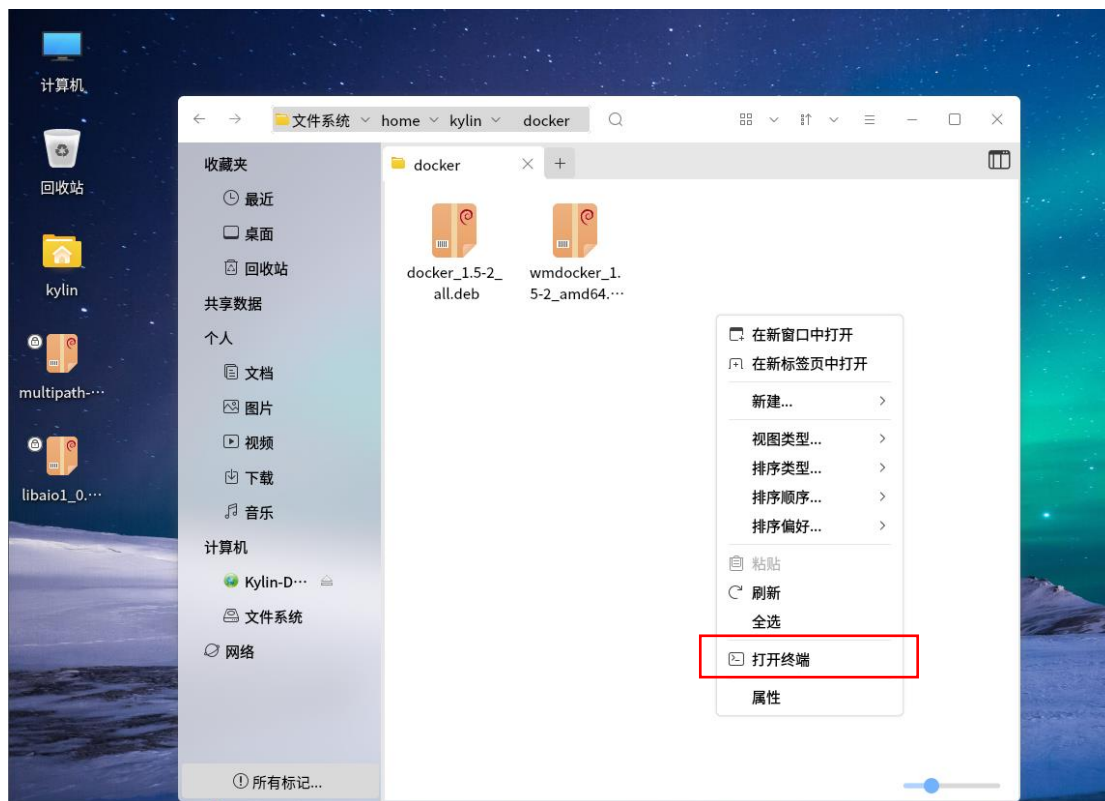 计算机
回收站
kylin
multipath-···
libaio1_0.···
文件系统 home kylin docker
收藏夹
最近
桌面
回收站
共享数据
个人
文档
图片
视频
下载
音乐
计算机
Kylin-D···
文件系统
网络
所有标记...
docker
docker_1.5-2_
all.deb
wmdocker_1.
5-2_amd64.···
在新窗口中打开
在新标签页中打开
新建...
视图类型...
排序类型...
排序顺序...
排序偏好...
粘贴
刷新
全选
打开终端
属性